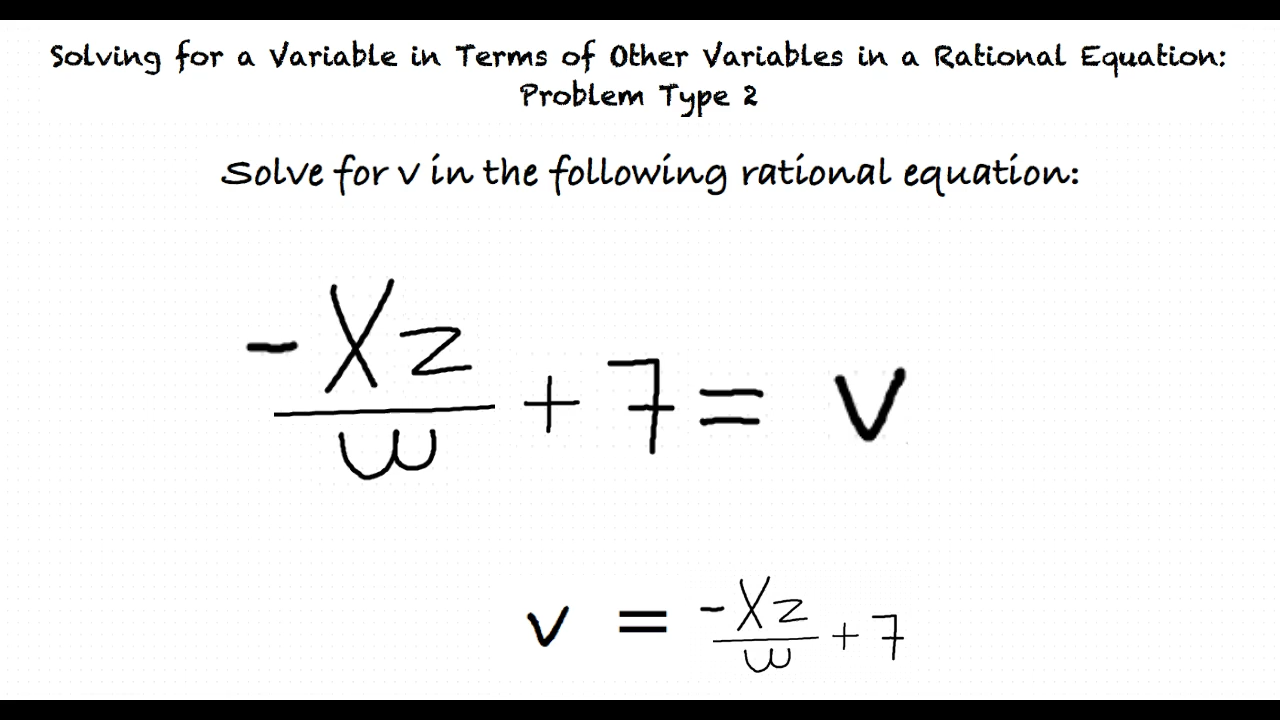 Solving for a Variable in Terms of Other Variables in a Rational Equation:
Problem Type 2
Solve for v in the following rational equation:
-Xz
w
+ 7 = v
v = -Xz
w
+ 7